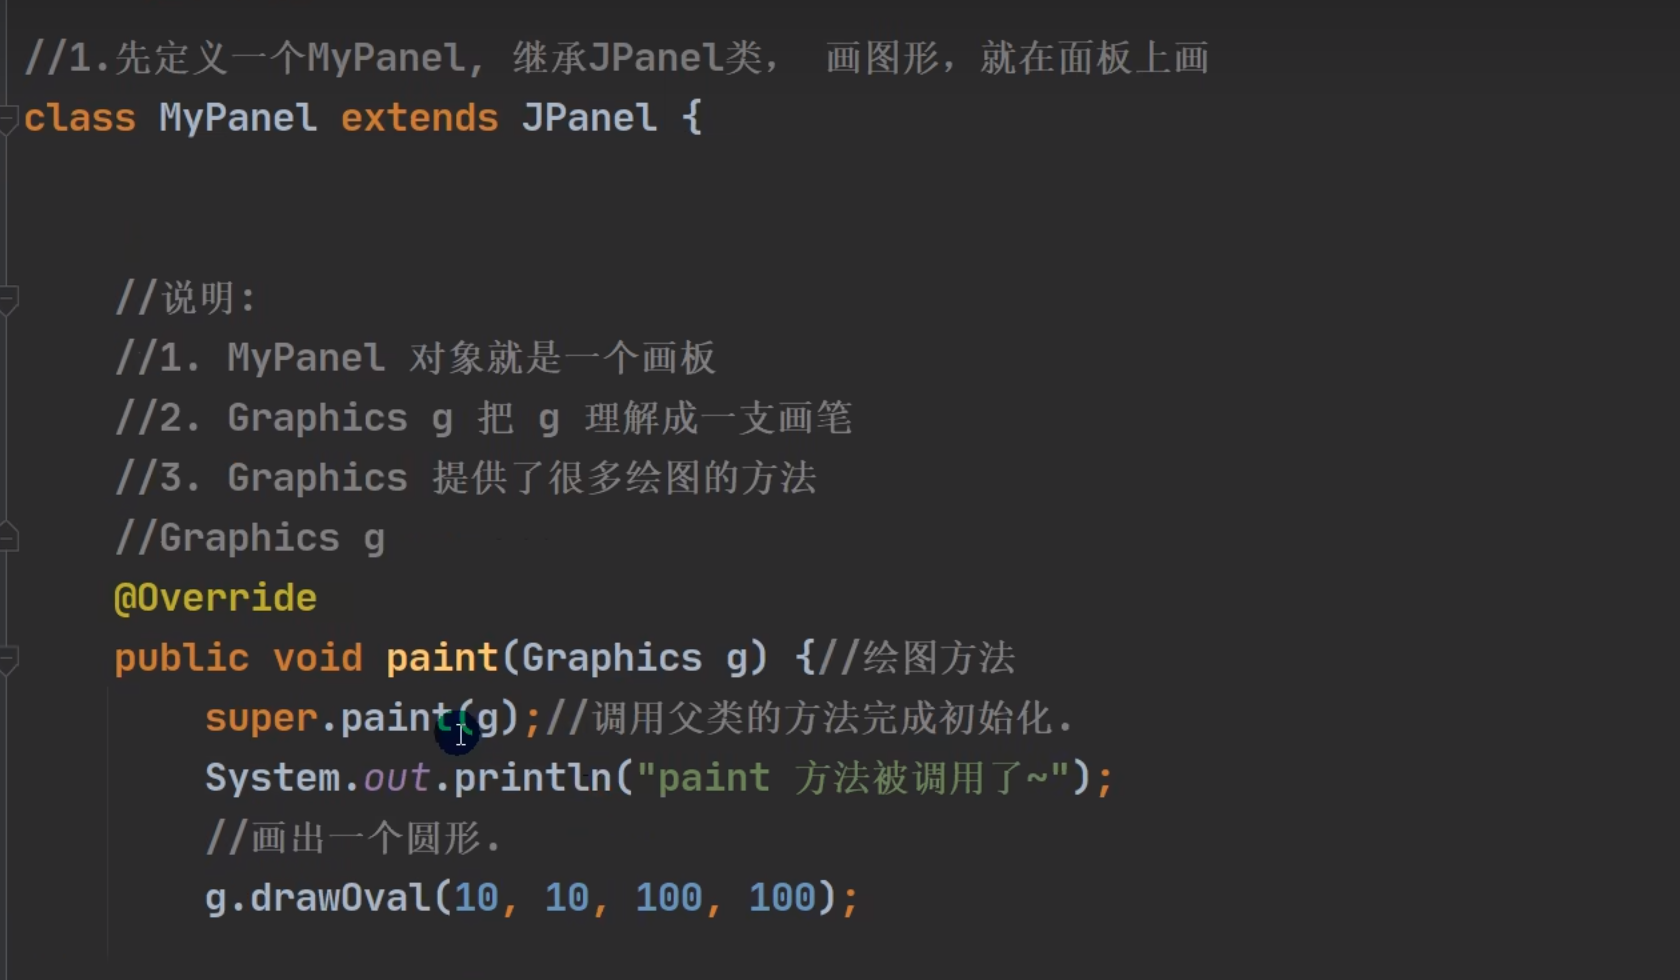 //1.先定义一个MyPanel, 继承JPanel类， 画图形，就在面板上画
class MyPanel extends JPanel {
//说明:
//1. MyPanel 对象就是一个画板
//2. Graphics g 把 g 理解成一支画笔
//3. Graphics 提供了很多绘图的方法
//Graphics g
@Override
public void paint(Graphics g) {//绘图方法
super.paint(g);//调用父类的方法完成初始化.
System.out.println("paint 方法被调用了~");
//画出一个圆形.
g.drawOval(10, 10, 100, 100);